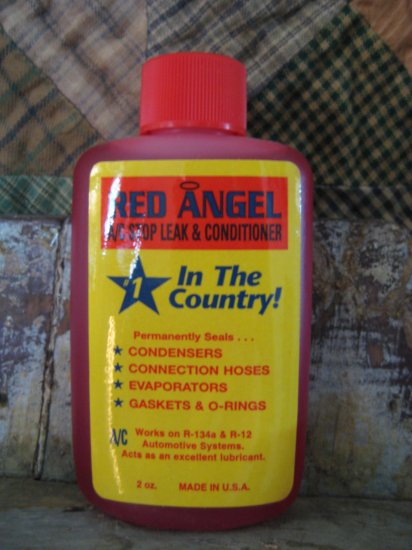 RED ANGEL
A/C STOP LEAK & CONDITIONER
#1
In The
Country!
Permanently Seals . . .
★ CONDENSERS
★ CONNECTION HOSES
★ EVAPORATORS
★ GASKETS & O-RINGS
A/C Works on R-134a & R-12
Automotive Systems.
Acts as an excellent lubricant.
2 oz. MADE IN U.S.A.